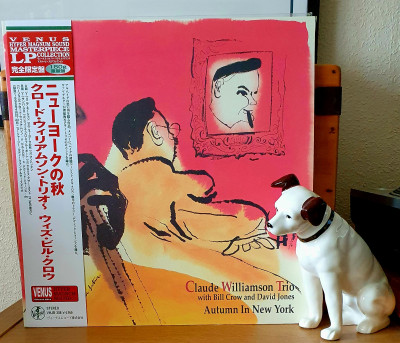 VENUS
HYPER MAGNUM SOUND
MASTERPIECE
LP COLLECTION
完全限定盤
ニューヨークの秋
クロード・ウィリアムソン・トリオ〜 ウィズ・ビル・クロウ
VENUS
STEREO
Claude Williamson Trio
with Bill Crow and David Jones
Autumn In New York